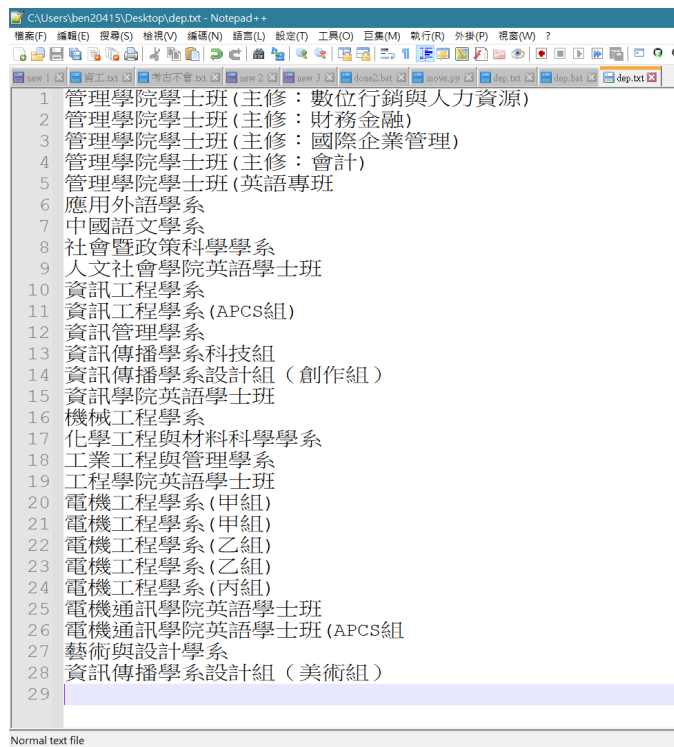 C:\Users\ben20415\Desktop\dep.txt - Notepad++
檔案(F) 編輯(E) 搜尋(S) 檢視(V) 編碼(N) 語言(L) 設定(T) 工具(O) 巨集(M) 執行(R) 外掛(P) 視窗(W) ?
new 1 資工.txt 考古不會.txt new 2 new 3 done2.bat move.py dep.txt dep.bat dep.txt
1 管理學院學士班(主修：數位行銷與人力資源)
2 管理學院學士班(主修：財務金融)
3 管理學院學士班(主修：國際企業管理)
4 管理學院學士班(主修：會計)
5 管理學院學士班(英語專班
6 應用外語學系
7 中國語文學系
8 社會暨政策科學學系
9 人文社會學院英語學士班
10 資訊工程學系
11 資訊工程學系(APCS組)
12 資訊管理學系
13 資訊傳播學系科技組
14 資訊傳播學系設計組（創作組）
15 資訊學院英語學士班
16 機械工程學系
17 化學工程與材料科學學系
18 工業工程與管理學系
19 工程學院英語學士班
20 電機工程學系(甲組)
21 電機工程學系(甲組)
22 電機工程學系(乙組)
23 電機工程學系(乙組)
24 電機工程學系(丙組)
25 電機通訊學院英語學士班
26 電機通訊學院英語學士班(APCS組
27 藝術與設計學系
28 資訊傳播學系設計組（美術組）
29
Normal text file